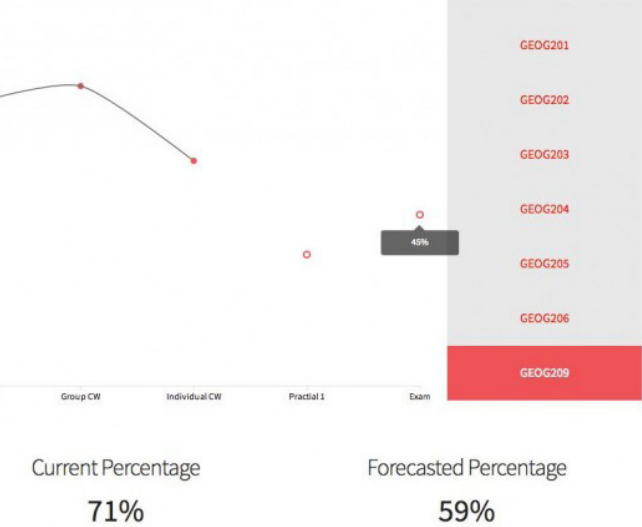 GEOG201
GEOG202
GEOG203
GEOG204
45%
GEOG205
GEOG206
GEOG209
Group CW
Individual CW
Practial 1
Exam
Current Percentage
Forecasted Percentage
71%
59%